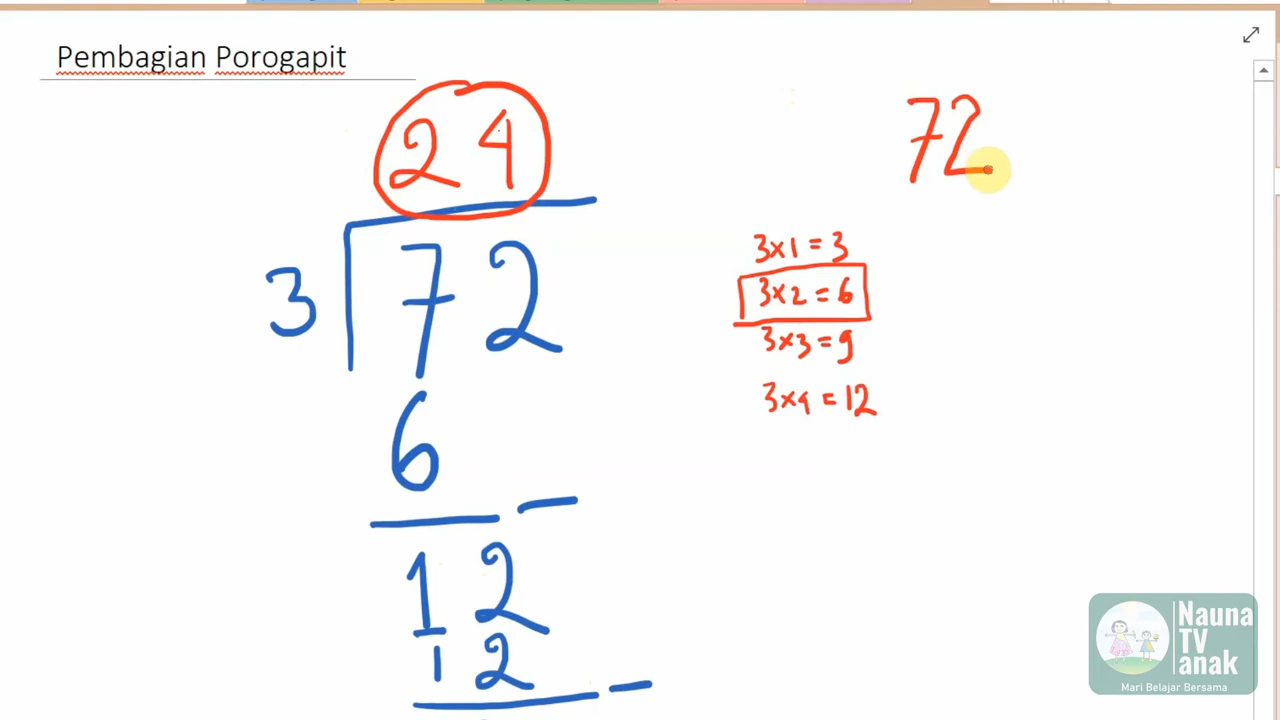 Pembagian Porogapit
24
72
3
72
3x1=3
3x2=6
3x3=9
3x4=12
6
12
12
Nauna
TV
anak
Mari Belajar Bersama